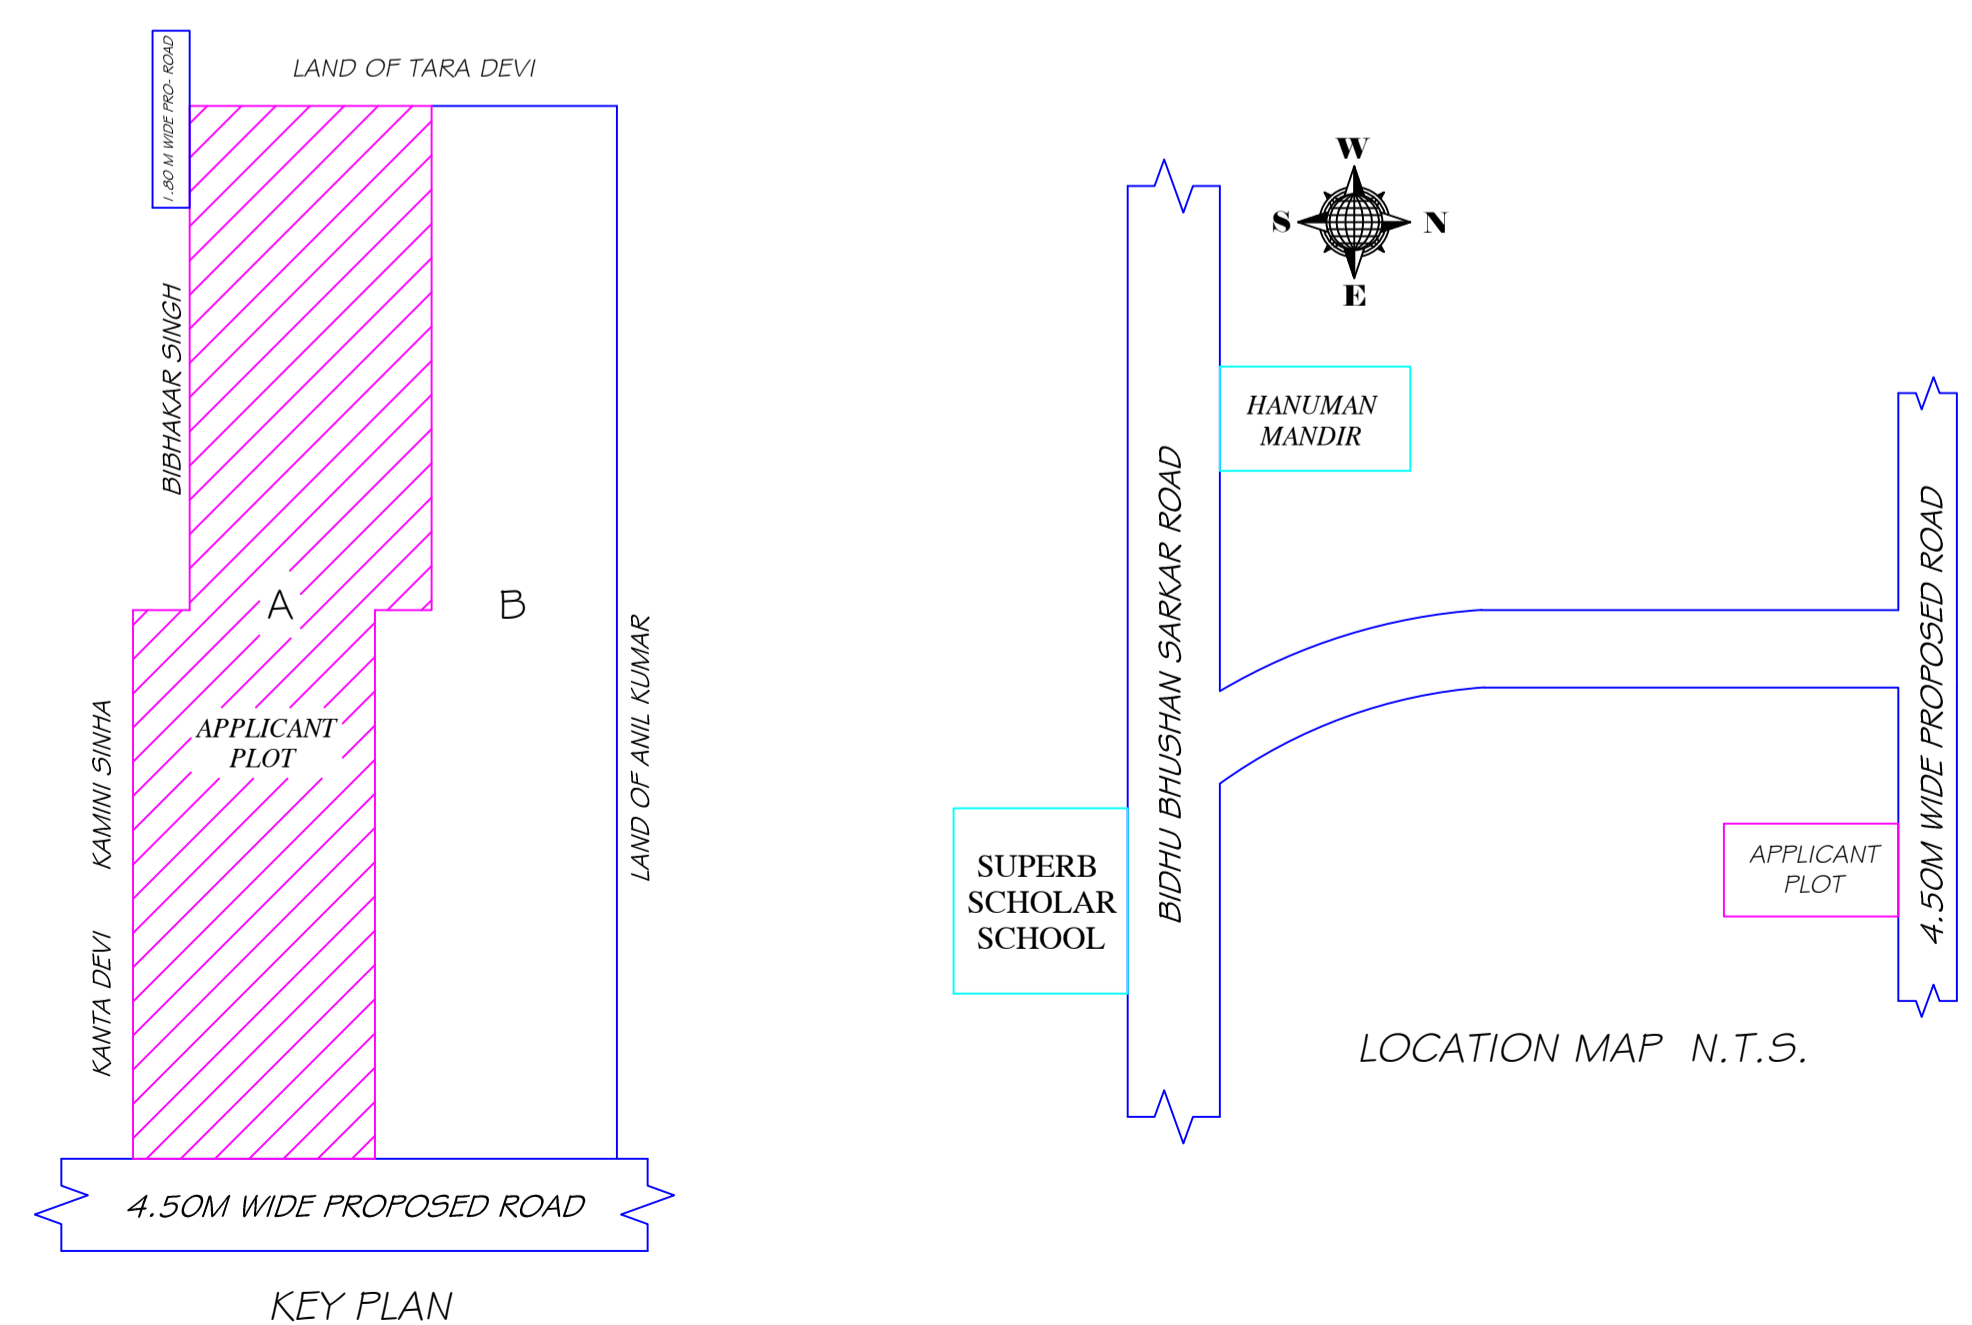 1.80 M WIDE PRO- ROAD
LAND OF TARA DEVI
BIBHAKAR SINGH
A
B
APPLICANT
PLOT
KAMINI SINHA
KANTA DEVI
LAND OF ANIL KUMAR
4.50M WIDE PROPOSED ROAD
KEY PLAN
W
S
N
E
HANUMAN
MANDIR
BIDHU BHUSHAN SARKAR ROAD
SUPERB
SCHOLAR
SCHOOL
APPLICANT
PLOT
4.50M WIDE PROPOSED ROAD
LOCATION MAP N.T.S.